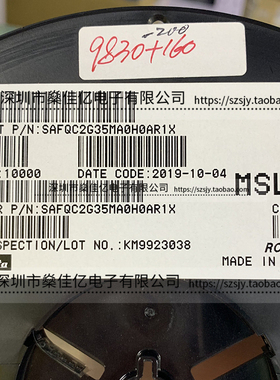 -200
9830+160
深圳市燊佳亿电子有限公司 https://szsjy.taobao
T P/N:SAFQC2G35MA0H0AR1X
:10000 DATE CODE:2019-10-04
深圳市燊佳亿电子有限公司 https://szsjy.taobao
MSL
R P/N:SAFQC2G35MA0H0AR1X
SPECTION/LOT NO.:KM9923038
MADE IN
深圳市燊佳亿电子有限公司 https://szsjy.taobao